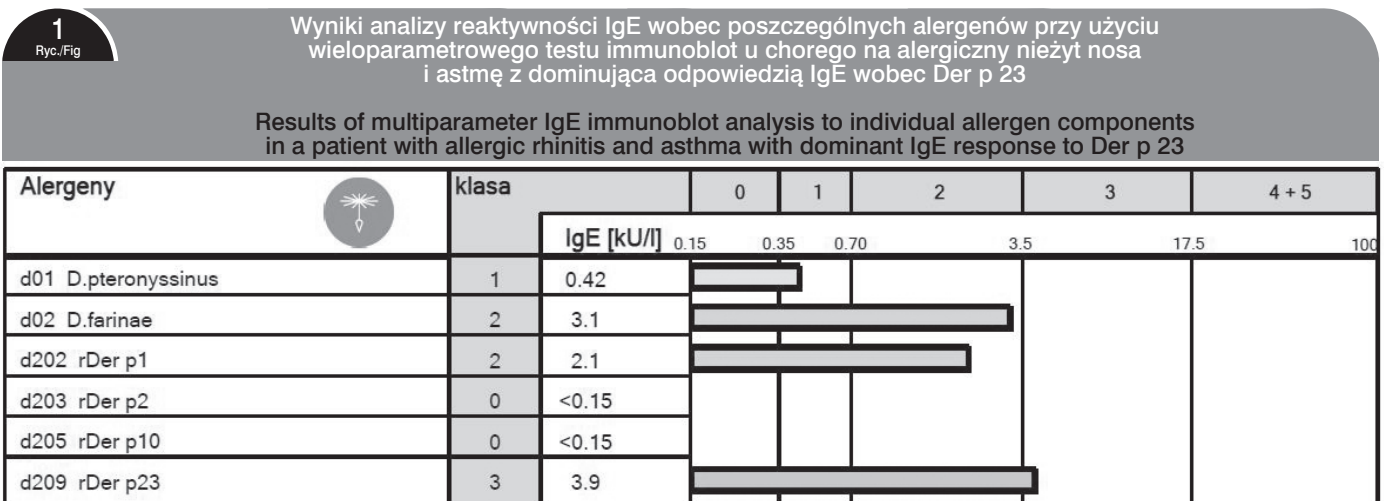 1
Ryc./Fig
Wyniki analizy reaktywności IgE wobec poszczególnych alergenów przy użyciu
wieloparametrowego testu immunoblot u chorego na alergiczny nieżyt nosa
i astmę z dominująca odpowiedzią IgE wobec Der p 23
Results of multiparameter IgE immunoblot analysis to individual allergen components
in a patient with allergic rhinitis and asthma with dominant IgE response to Der p 23
Alergeny klasa 0 1 2 3 4 + 5
IgE [kU/l] 0.15 0.35 0.70 3.5 17.5 100
d01 D.pteronyssinus 1 0.42
d02 D.farinae 2 3.1
d202 rDer p1 2 2.1
d203 rDer p2 0 <0.15
d205 rDer p10 0 <0.15
d209 rDer p23 3 3.9